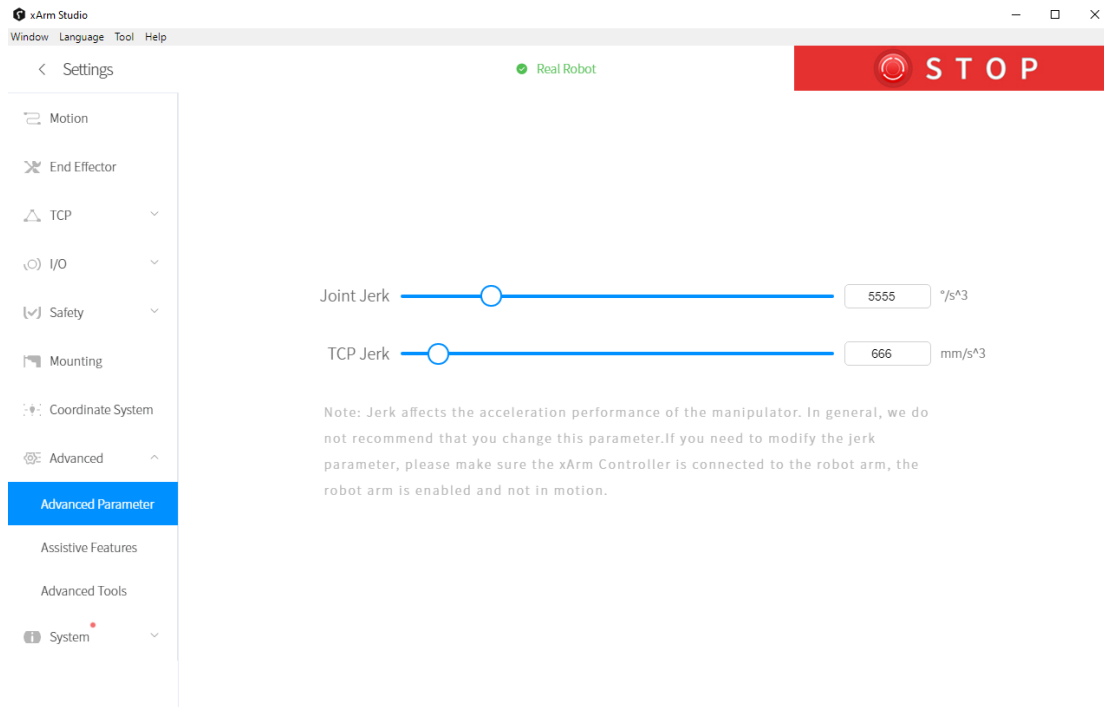 xArm Studio
Window Language Tool Help
Settings
Real Robot
STOP
Motion
End Effector
TCP
I/O
Safety
Mounting
Coordinate System
Advanced
Advanced Parameter
Assistive Features
Advanced Tools
System
Joint Jerk 5555 °/s^3
TCP Jerk 666 mm/s^3
Note: Jerk affects the acceleration performance of the manipulator. In general, we do
not recommend that you change this parameter.If you need to modify the jerk
parameter, please make sure the xArm Controller is connected to the robot arm, the
robot arm is enabled and not in motion.